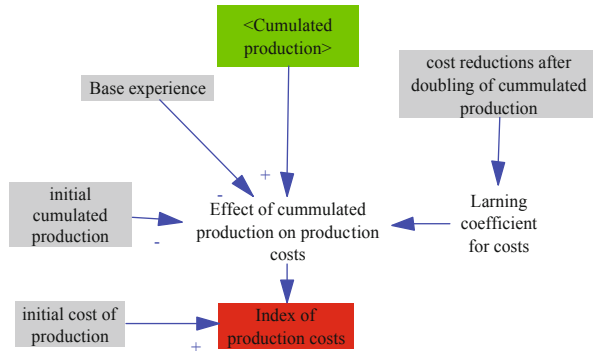 <Cumulated
production>
cost reductions after
doubling of cummulated
production
Base experience
+
-
initial
cumulated
production
-
Effect of cummulated
production on production
costs
Larning
coefficient
for costs
initial cost of
production
+
Index of
production costs